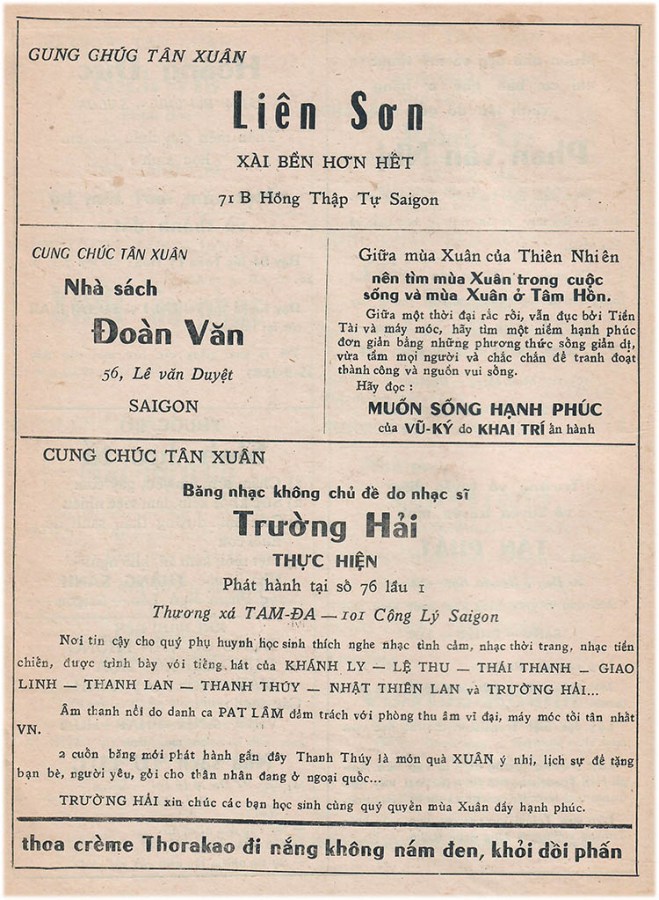 GUNG CHÚG TÂN XUÂN
Liên Sơn
XÀI BỀN HƠN HẾT
71 B Hồng Thập Tự Saigon
CUNG CHÚC TÂN XUÂN
Nhà sách
Đoàn Văn
56, Lê văn Duyệt
SAIGON
Giữa mùa Xuân của Thiên Nhiên
nên tìm mùa Xuân trong cuộc
sống và mùa Xuân ở Tâm Hồn.
Giữa một thời đại rắc rối, vẩn đục bởi Tiền
Tài và máy móc, hãy tìm một niềm hạnh phúc
đơn giản bằng những phương thức sống giản dị,
vừa tầm mọi người và chắc chắn để tranh đoạt
thành công và nguồn vui sống.
Hãy đọc :
MUỐN SỐNG HẠNH PHÚC
của VŨ-KÝ do KHAI TRÍ ấn hành
CUNG CHÚC TÂN XUÂN
Băng nhạc không chủ đề do nhạc sĩ
Trường Hải
THỰC HIỆN
Phát hành tại số 76 lầu 1
Thương xá TAM-ĐA — 101 Công Lý Saigon
Nơi tin cậy cho quý phụ huynh học sinh thích nghe nhạc tình cảm, nhạc thời trang, nhạc tiền
chiến, được trình bày với tiếng hát của KHÁNH LY — LỆ THU — THÁI THANH — GIAO
LINH — THANH LAN — THANH THÚY — NHẬT THIÊN LAN và TRƯỜNG HẢI...
Âm thanh nổi do danh ca PAT LÂM đảm trách với phòng thu âm vĩ đại, máy móc tối tân nhất
VN.
2 cuốn băng mới phát hành gần đây Thanh Thúy là món quà XUÂN ý nhị, lịch sự để tặng
bạn bè, người yêu, gởi cho thân nhân đang ở ngoại quốc...
TRƯỜNG HẢI xin chúc các bạn học sinh cùng quý quyến mùa Xuân đầy hạnh phúc.
thoa crème Thorakao đi nắng không nám đen, khỏi dồi phấn